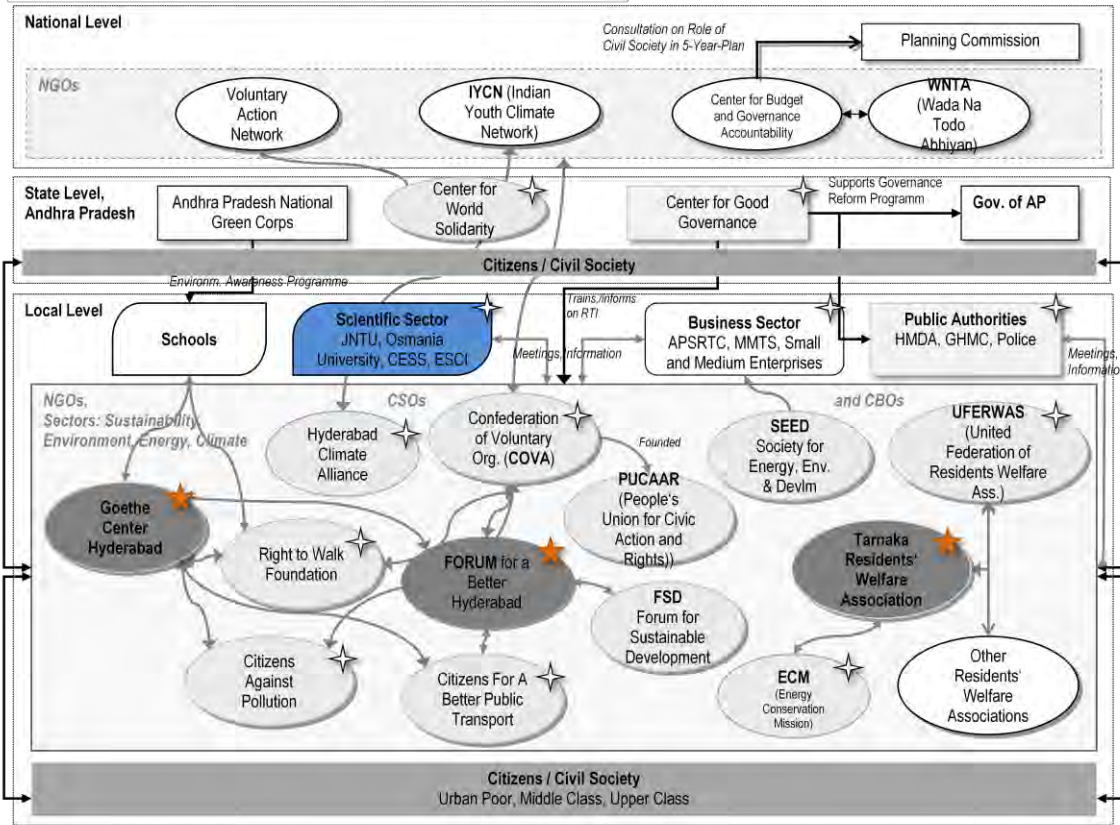 National Level
Consultation on Role of
Civil Society in 5-Year-Plan
Planning Commission
NGOs
Voluntary
Action
Network
IYCN (Indian
Youth Climate
Network)
Center for Budget
and Governance
Accountability
WNTA
(Wada Na
Todo
Abhiyan)
State Level,
Andhra Pradesh
Andhra Pradesh National
Green Corps
Center for
World
Solidarity
Center for Good
Governance
Supports Governance
Reform Programm
Gov. of AP
Citizens / Civil Society
Environm. Awareness Programme
Local Level
Schools
Scientific Sector
JNTU, Osmania
University, CESS, ESCI
Meetings, Information
Trains,/informs
on RTI
Business Sector
APSRTC, MMTS, Small
and Medium Enterprises
Public Authorities
HMDA, GHMC, Police
Meetings,
Information
NGOs,
Sectors: Sustainability,
Environment, Energy, Climate
CSOs
and CBOs
Hyderabad
Climate
Alliance
Confederation
of Voluntary
Org. (COVA)
Founded
PUCAAR
(People's
Union for Civic
Action and
Rights))
SEED
Society for
Energy, Env.
& Devlm
UFERWAS
(United
Federation of
Residents Welfare
Ass.)
Goethe
Center
Hyderabad
Right to Walk
Foundation
FORUM for a
Better
Hyderabad
FSD
Forum for
Sustainable
Development
Tarnaka
Residents'
Welfare
Association
Citizens
Against
Pollution
Citizens For A
Better Public
Transport
ECM
(Energy
Conservation
Mission)
Other
Residents'
Welfare
Associations
Citizens / Civil Society
Urban Poor, Middle Class, Upper Class